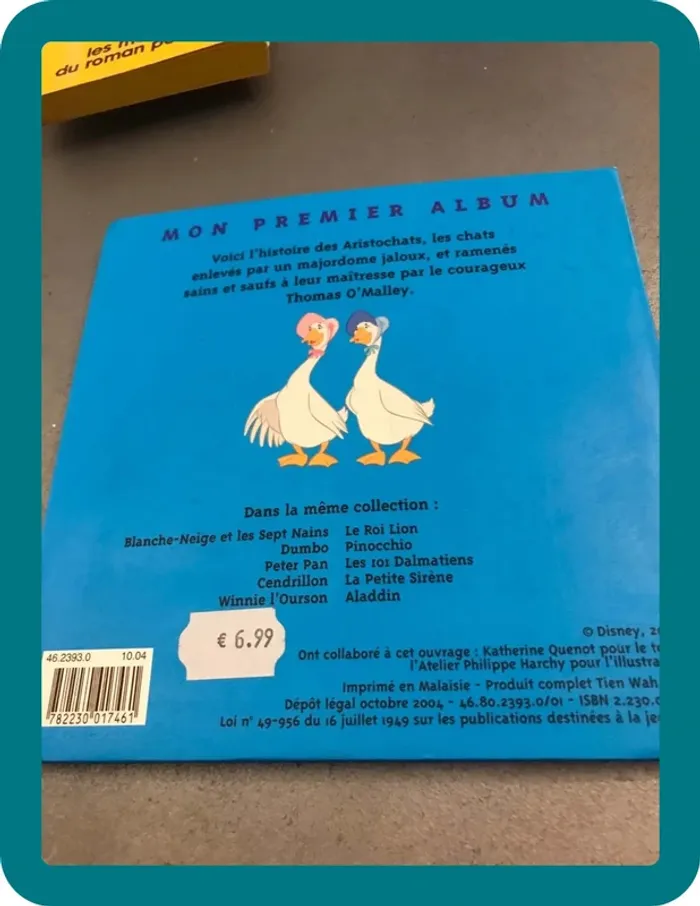 du roman po
MON PREMIER ALBUM
Voici l'histoire des Aristochats, les chats
enlevés par un majordome jaloux, et ramenés
sains et saufs à leur maîtresse par le courageux
Thomas O'Malley.
Dans la même collection :
Blanche-Neige et les Sept Nains Le Roi Lion
Dumbo Pinocchio
Peter Pan Les 101 Dalmatiens
Cendrillon La Petite Sirène
Winnie l'Ourson Aladdin
€ 6.99
46.2393.0 10.04
782230 017461
© Disney, 2
Ont collaboré à cet ouvrage : Katherine Quenot pour le te
l'Atelier Philippe Harchy pour l'illustra
Imprimé en Malaisie - Produit complet Tien Wah
Dépôt légal octobre 2004 - 46.80.2393.0/01 - ISBN 2.230.
Loi n° 49-956 du 16 juillet 1949 sur les publications destinées à la je